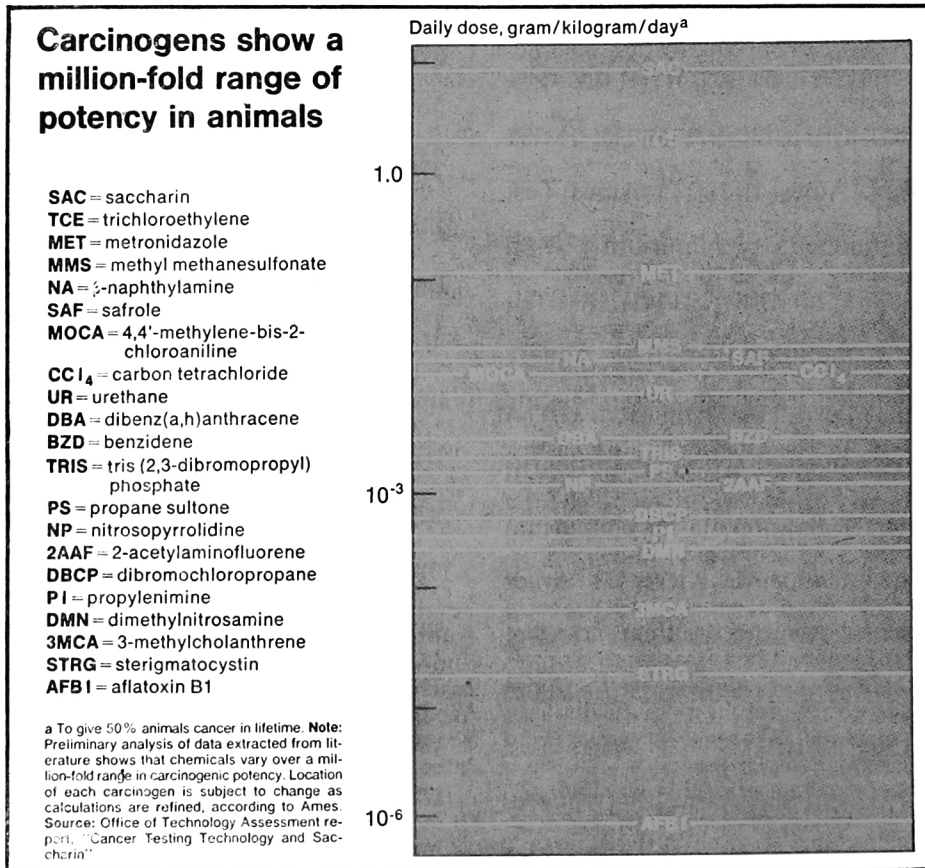 Carcinogens show a
million-fold range of
potency in animals
SAC = saccharin
TCE = trichloroethylene
MET = metronidazole
MMS = methyl methanesulfonate
NA = β-naphthylamine
SAF = safrole
MOCA = 4,4'-methylene-bis-2-
chloroaniline
CCl₄ = carbon tetrachloride
UR = urethane
DBA = dibenz(a,h)anthracene
BZD = benzidene
TRIS = tris (2,3-dibromopropyl)
phosphate
PS = propane sultone
NP = nitrosopyrrolidine
2AAF = 2-acetylaminofluorene
DBCP = dibromochloropropane
PI = propylenimine
DMN = dimethylnitrosamine
3MCA = 3-methylcholanthrene
STRG = sterigmatocystin
AFB1 = aflatoxin B1
a To give 50% animals cancer in lifetime. Note:
Preliminary analysis of data extracted from lit-
erature shows that chemicals vary over a mil-
lion-fold range in carcinogenic potency. Location
of each carcinogen is subject to change as
calculations are refined, according to Ames.
Source: Office of Technology Assessment re-
port, "Cancer Testing Technology and Sac-
charin"
Daily dose, gram/kilogram/dayᵃ
TCE
1.0
MET
MMS
NA SAF
MOCA CCl₄
UR
DBA BZD
TRIS
PS
10⁻³
NP 2AAF
DBCP
PI
DMN
3MCA
STRG
10⁻⁶
AFB1